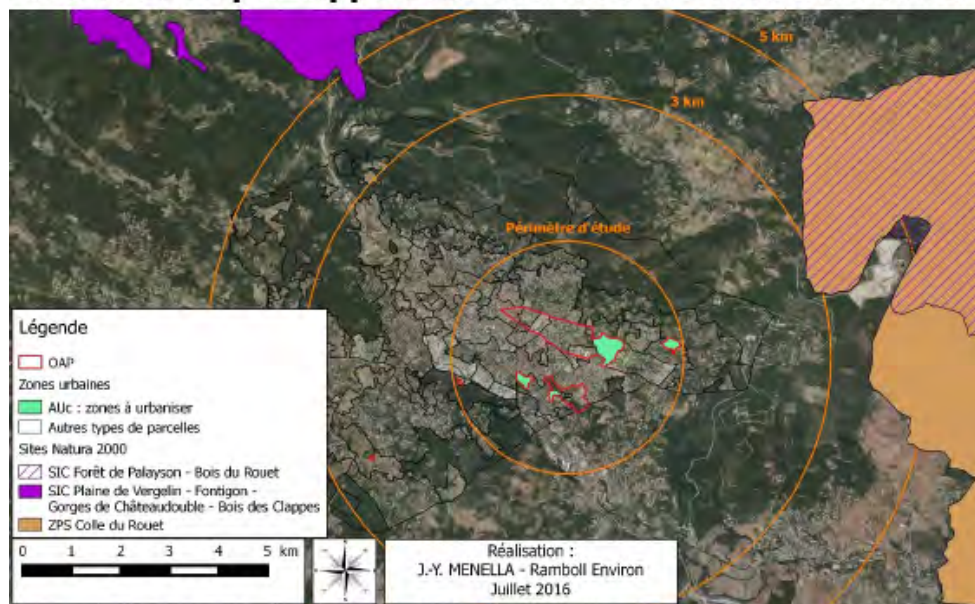 5 km
3 km
Périmètre d'étude
Légende
OAP
Zones urbaines
AUc : zones à urbaniser
Autres types de parcelles
Sites Natura 2000
SIC Forêt de Palayson - Bois du Rouet
SIC Plaine de Vergelin - Fontigon -
Gorges de Châteaudouble - Bois des Clappes
ZPS Colle du Rouet
0 1 2 3 4 5 km
Réalisation :
J.-Y. MENELLA - Ramboll Environ
Juillet 2016